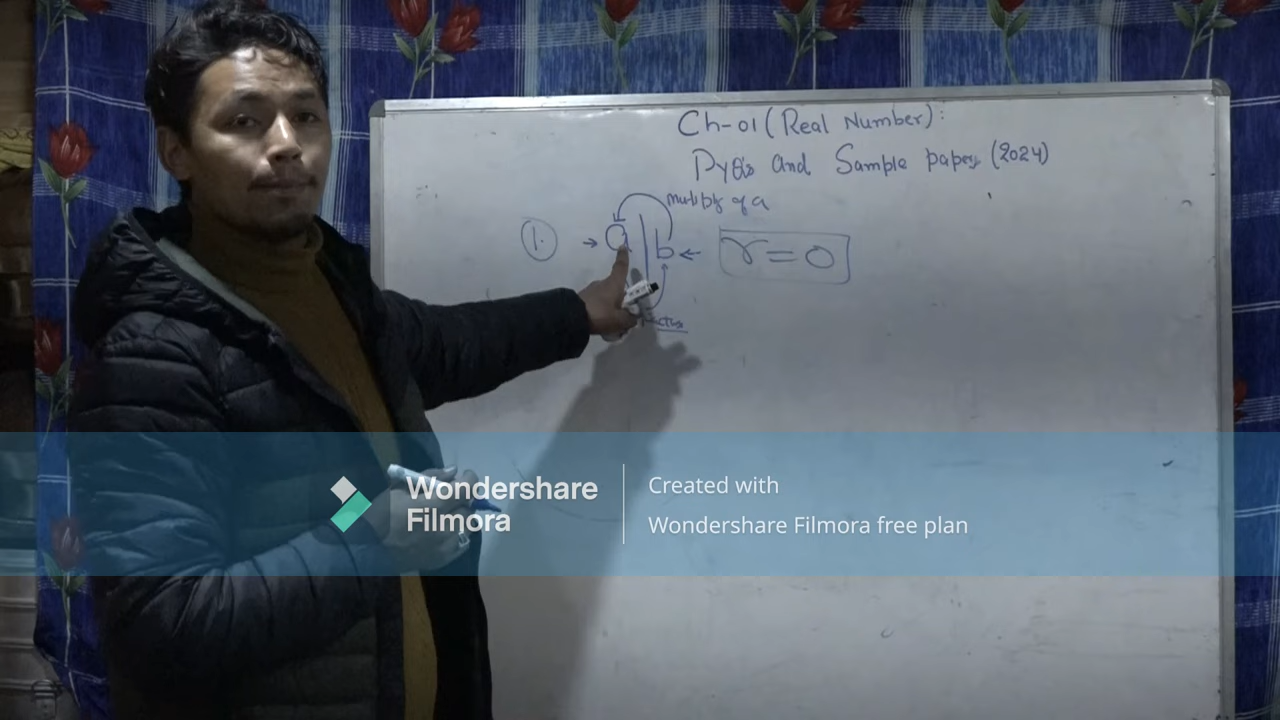 Ch-01 (Real Number):
PYQs and Sample papers (2024)
multiply of a
1. → a | b ← r = 0
Wondershare
Filmora
Created with
Wondershare Filmora free plan